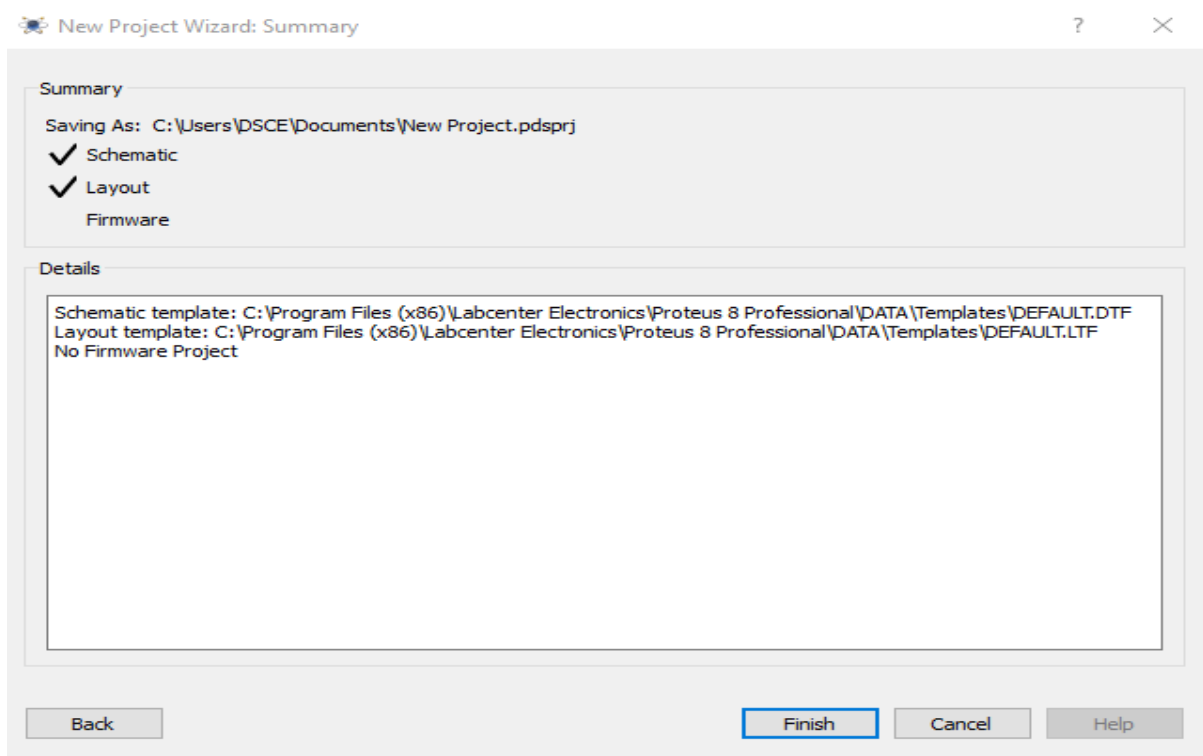 New Project Wizard: Summary
?
Summary
Saving As: C:\Users\DSCE\Documents\New Project.pdsprj
Schematic
Layout
Firmware
Details
Schematic template: C:\Program Files (x86)\Labcenter Electronics\Proteus 8 Professional\DATA\Templates\DEFAULT.DTF
Layout template: C:\Program Files (x86)\Labcenter Electronics\Proteus 8 Professional\DATA\Templates\DEFAULT.LTF
No Firmware Project
Back
Finish
Cancel
Help